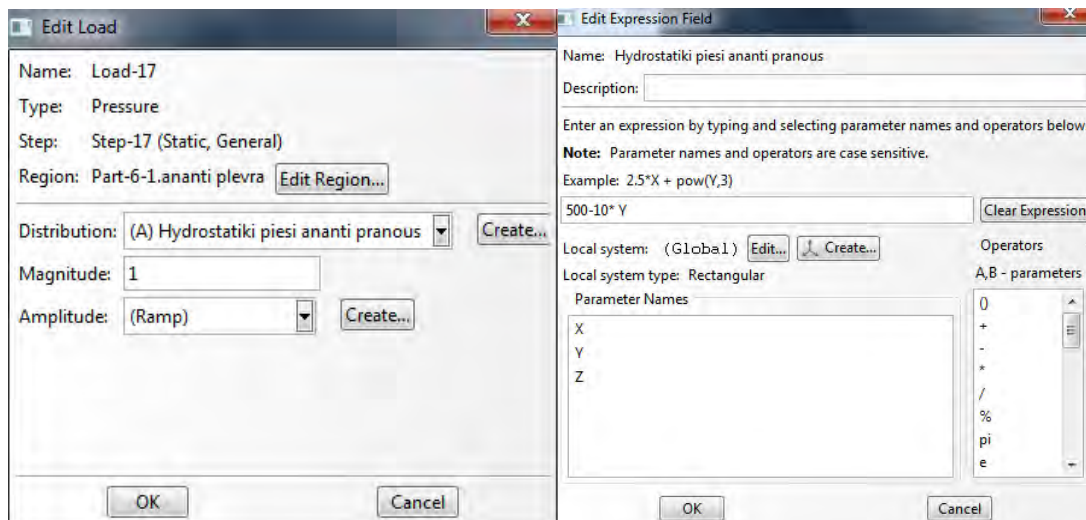 Edit Load
Name: Load-17
Type: Pressure
Step: Step-17 (Static, General)
Region: Part-6-1.ananti plevra Edit Region...
Distribution: (A) Hydrostatiki piesi ananti pranous Create...
Magnitude: 1
Amplitude: (Ramp) Create...
OK Cancel
Edit Expression Field
Name: Hydrostatiki piesi ananti pranous
Description:
Enter an expression by typing and selecting parameter names and operators below
Note: Parameter names and operators are case sensitive.
Example: 2.5*X + pow(Y,3)
500-10* Y Clear Expression
Local system: (Global) Edit... Create...
Local system type: Rectangular
Parameter Names
X
Y
Z
Operators
A,B - parameters
()
+
-
*
/
%
pi
e
OK Cancel